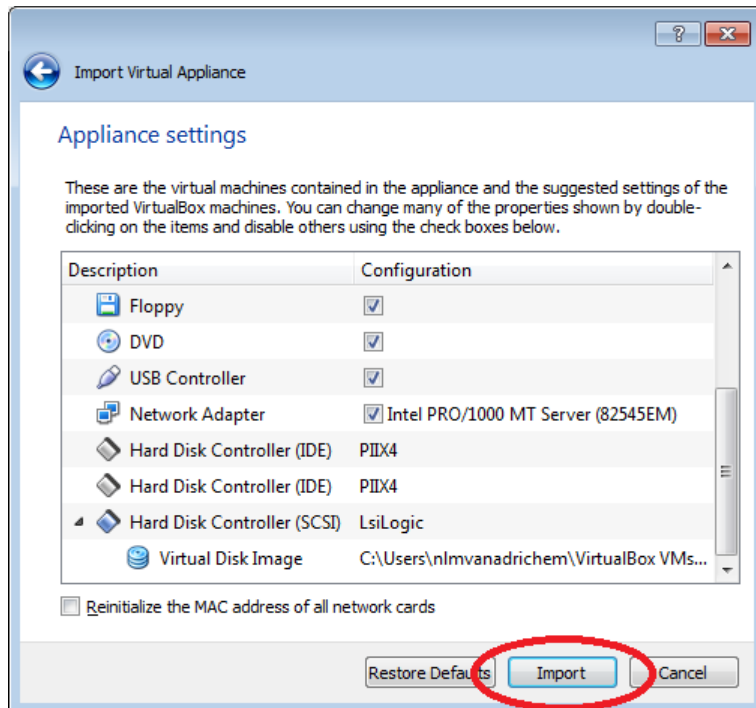 ?
Import Virtual Appliance
Appliance settings
These are the virtual machines contained in the appliance and the suggested settings of the
imported VirtualBox machines. You can change many of the properties shown by double-
clicking on the items and disable others using the check boxes below.
Description Configuration
Floppy
DVD
USB Controller
Network Adapter Intel PRO/1000 MT Server (82545EM)
Hard Disk Controller (IDE) PIIX4
Hard Disk Controller (IDE) PIIX4
Hard Disk Controller (SCSI) LsiLogic
Virtual Disk Image C:\Users\nlmvanadrichem\VirtualBox VMs...
Reinitialize the MAC address of all network cards
Restore Defaults Import Cancel